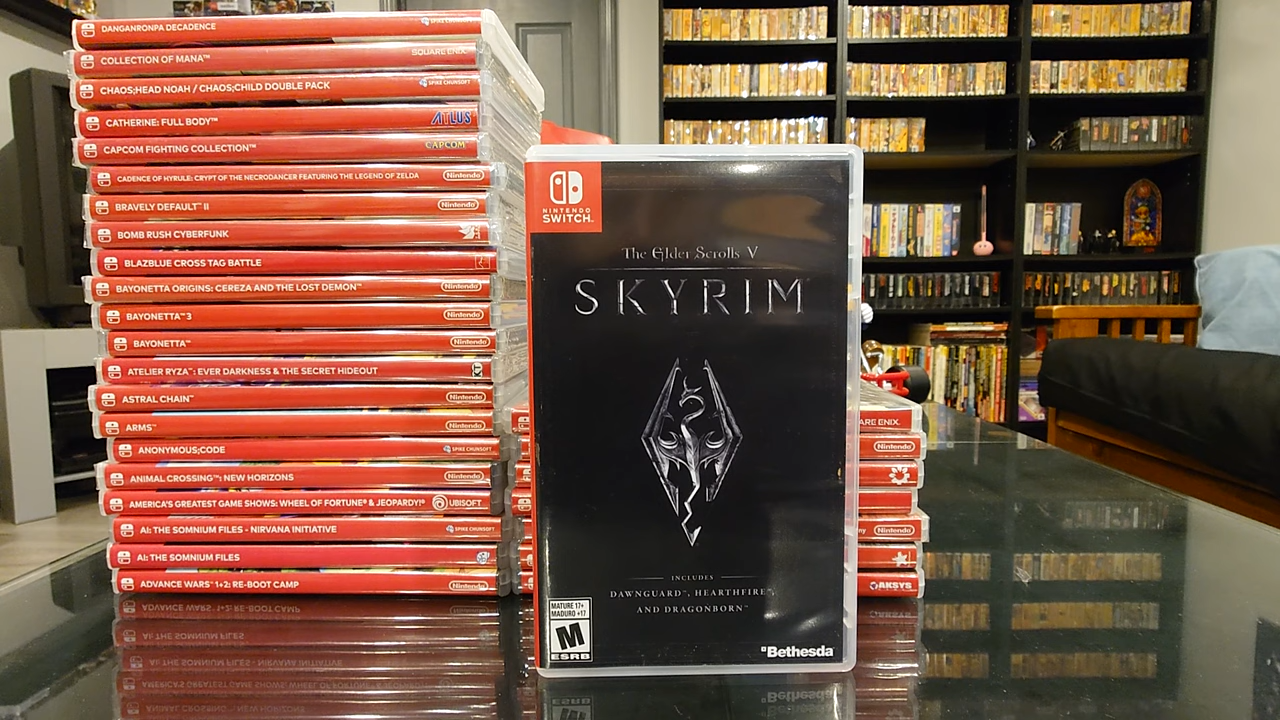 DANGANRONPA DECADENCE SPIKE CHUNSOFT
COLLECTION OF MANA™ SQUARE ENIX
CHAOS;HEAD NOAH / CHAOS;CHILD DOUBLE PACK SPIKE CHUNSOFT
CATHERINE: FULL BODY™ ATLUS
CAPCOM FIGHTING COLLECTION™ CAPCOM
CADENCE OF HYRULE: CRYPT OF THE NECRODANCER FEATURING THE LEGEND OF ZELDA Nintendo
BRAVELY DEFAULT™ II Nintendo
BOMB RUSH CYBERFUNK
BLAZBLUE CROSS TAG BATTLE
BAYONETTA ORIGINS: CEREZA AND THE LOST DEMON™ Nintendo
BAYONETTA™ 3 Nintendo
BAYONETTA™ Nintendo
ATELIER RYZA™: EVER DARKNESS & THE SECRET HIDEOUT
ASTRAL CHAIN™ Nintendo
ARMS™ Nintendo
ANONYMOUS;CODE SPIKE CHUNSOFT
ANIMAL CROSSING™: NEW HORIZONS Nintendo
AMERICA'S GREATEST GAME SHOWS: WHEEL OF FORTUNE® & JEOPARDY!® UBISOFT
AI: THE SOMNIUM FILES - NIRVANA INITIATIVE SPIKE CHUNSOFT
AI: THE SOMNIUM FILES
ADVANCE WARS™ 1+2: RE-BOOT CAMP Nintendo
NINTENDO
SWITCH™
The Elder Scrolls V
SKYRIM
INCLUDES
DAWNGUARD™, HEARTHFIRE™,
AND DRAGONBORN™
MATURE 17+
MADURO +17
M
ESRB
Bethesda
ARE ENIX.
Nintendo
Nintendo
AKSYS